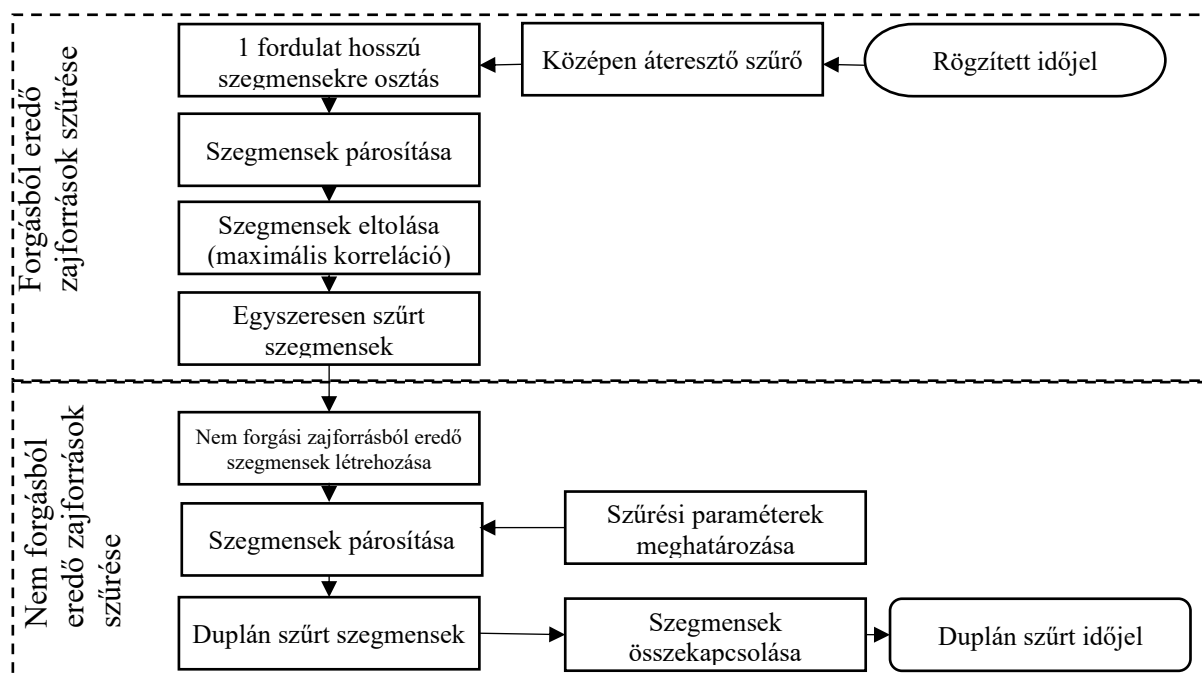 Forgásból eredő
zajforrások szűrése
1 fordulat hosszú
szegmensekre osztás
Középen áteresztő szűrő
Rögzített időjel
Szegmensek párosítása
Szegmensek eltolása
(maximális korreláció)
Egyszeresen szűrt
szegmensek
Nem forgásból
eredő zajforrások
szűrése
Nem forgási zajforrásból eredő
szegmensek létrehozása
Szegmensek párosítása
Szűrési paraméterek
meghatározása
Duplán szűrt szegmensek
Szegmensek
összekapcsolása
Duplán szűrt időjel